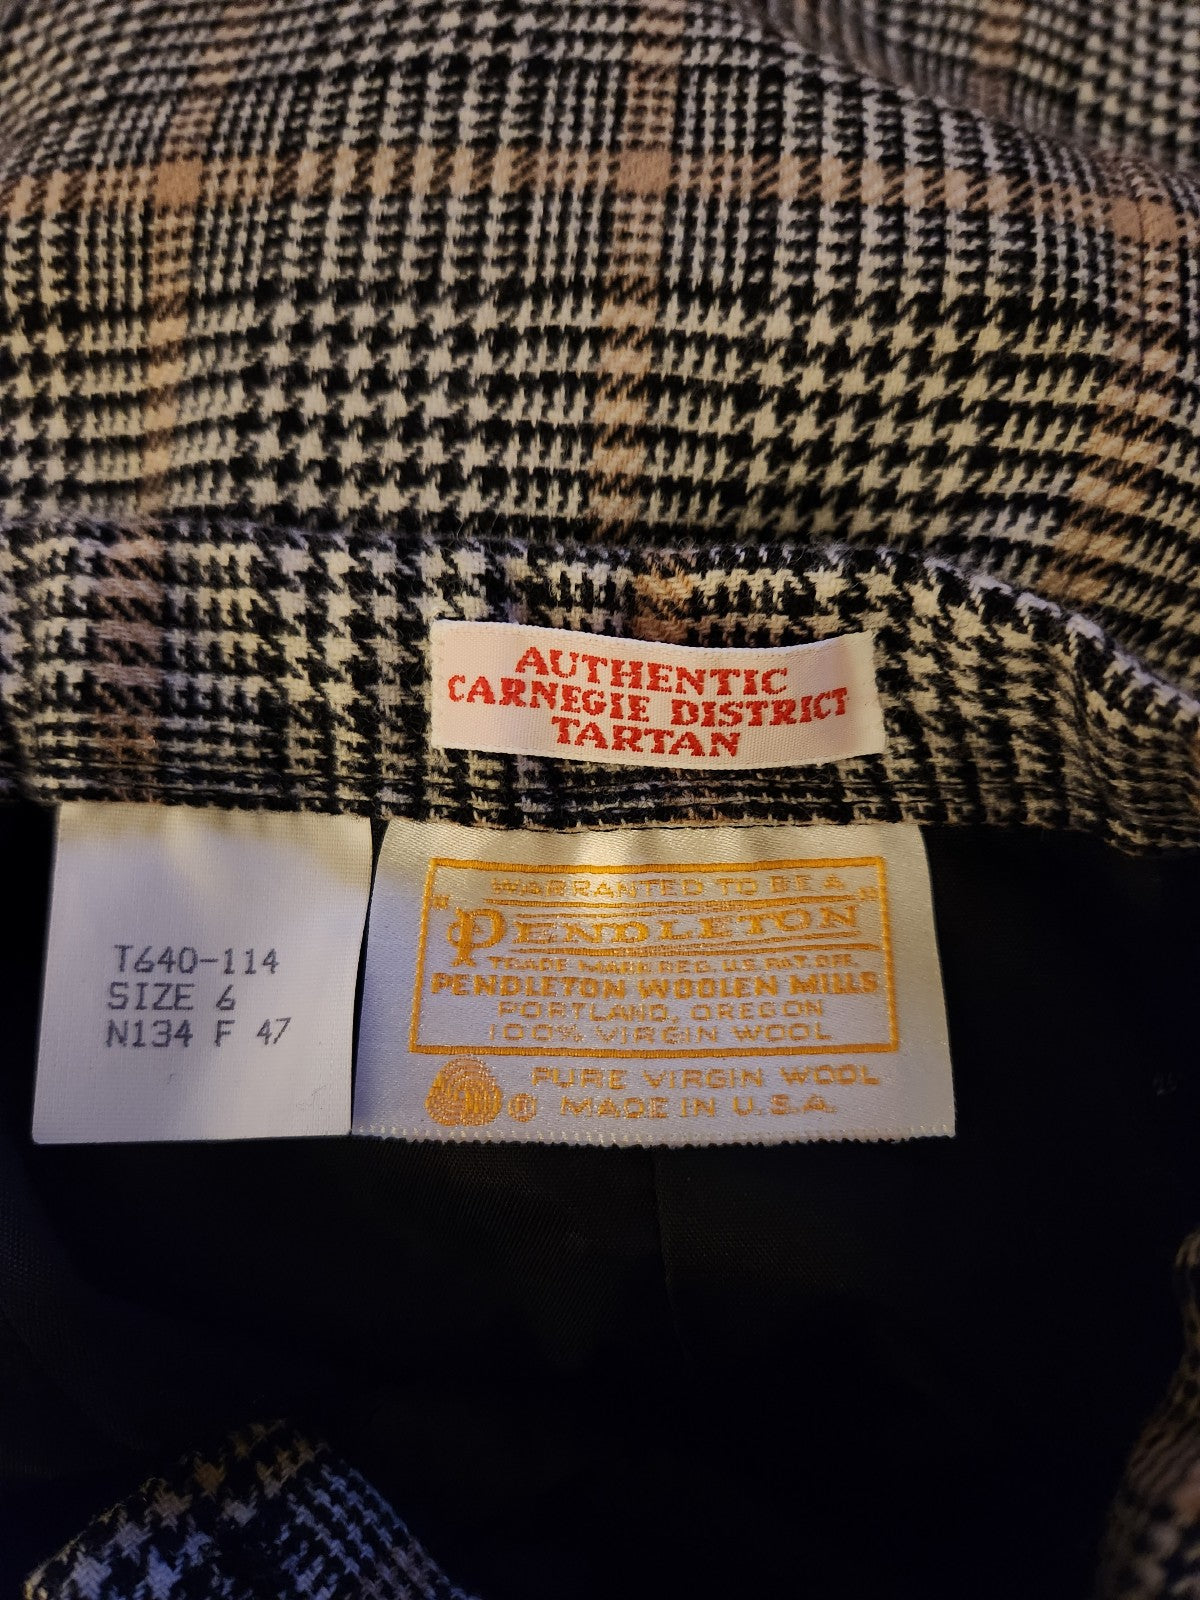 AUTHENTIC
CARNEGIE DISTRICT
TARTAN
T640-114
SIZE 6
N134 F 47
WARRANTED TO BE A
"PENDLETON"
TRADE MARK REG. U.S. PAT. OFF.
PENDLETON WOOLEN MILLS
PORTLAND, OREGON
100% VIRGIN WOOL
PURE VIRGIN WOOL
® MADE IN U.S.A.